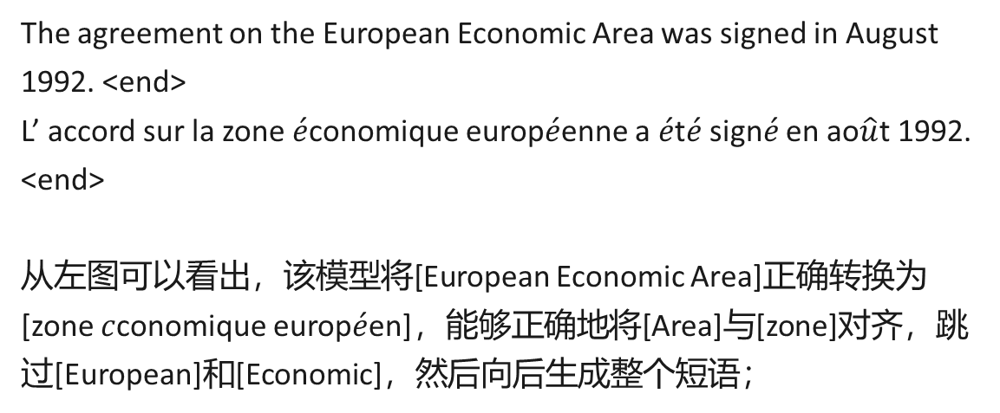 The agreement on the European Economic Area was signed in August
1992. <end>
L’ accord sur la zone économique européenne a été signé en août 1992.
<end>
从左图可以看出，该模型将[European Economic Area]正确转换为
[zone cconomique européen]，能够正确地将[Area]与[zone]对齐，跳
过[European]和[Economic]，然后向后生成整个短语；